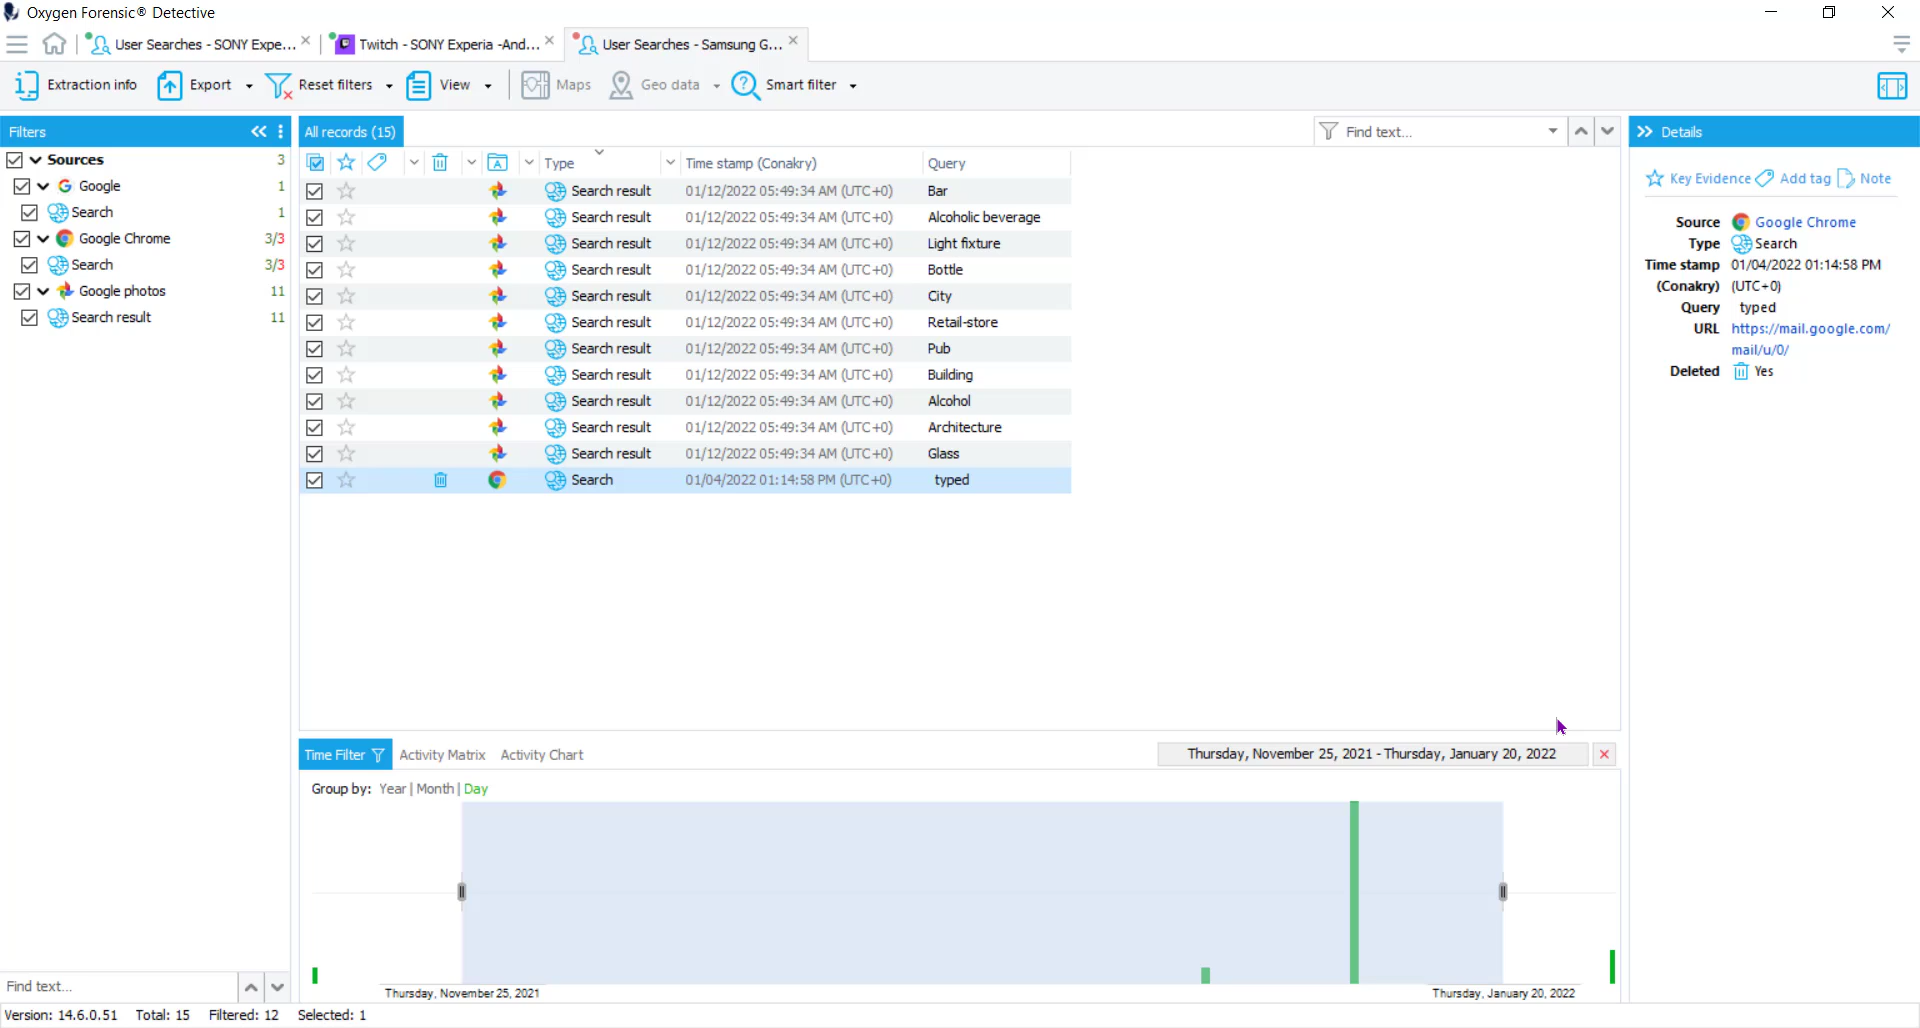 Oxygen Forensic® Detective
User Searches - SONY Expe...
Twitch - SONY Experia -And...
User Searches - Samsung G...
Extraction info
Export
Reset filters
View
Maps
Geo data
Smart filter
Filters
All records (15)
Find text...
Details
Sources 3
Google 1
Search 1
Google Chrome 3/3
Search 3/3
Google photos 11
Search result 11
Type Time stamp (Conakry) Query
Search result 01/12/2022 05:49:34 AM (UTC+0) Bar
Search result 01/12/2022 05:49:34 AM (UTC+0) Alcoholic beverage
Search result 01/12/2022 05:49:34 AM (UTC+0) Light fixture
Search result 01/12/2022 05:49:34 AM (UTC+0) Bottle
Search result 01/12/2022 05:49:34 AM (UTC+0) City
Search result 01/12/2022 05:49:34 AM (UTC+0) Retail-store
Search result 01/12/2022 05:49:34 AM (UTC+0) Pub
Search result 01/12/2022 05:49:34 AM (UTC+0) Building
Search result 01/12/2022 05:49:34 AM (UTC+0) Alcohol
Search result 01/12/2022 05:49:34 AM (UTC+0) Architecture
Search result 01/12/2022 05:49:34 AM (UTC+0) Glass
Search 01/04/2022 01:14:58 PM (UTC+0) typed
Key Evidence Add tag Note
Source Google Chrome
Type Search
Time stamp 01/04/2022 01:14:58 PM
(Conakry) (UTC+0)
Query typed
URL https://mail.google.com/
mail/u/0/
Deleted Yes
Time Filter Activity Matrix Activity Chart
Thursday, November 25, 2021 - Thursday, January 20, 2022
Group by: Year | Month | Day
Thursday, November 25, 2021
Thursday, January 20, 2022
Find text...
Version: 14.6.0.51 Total: 15 Filtered: 12 Selected: 1